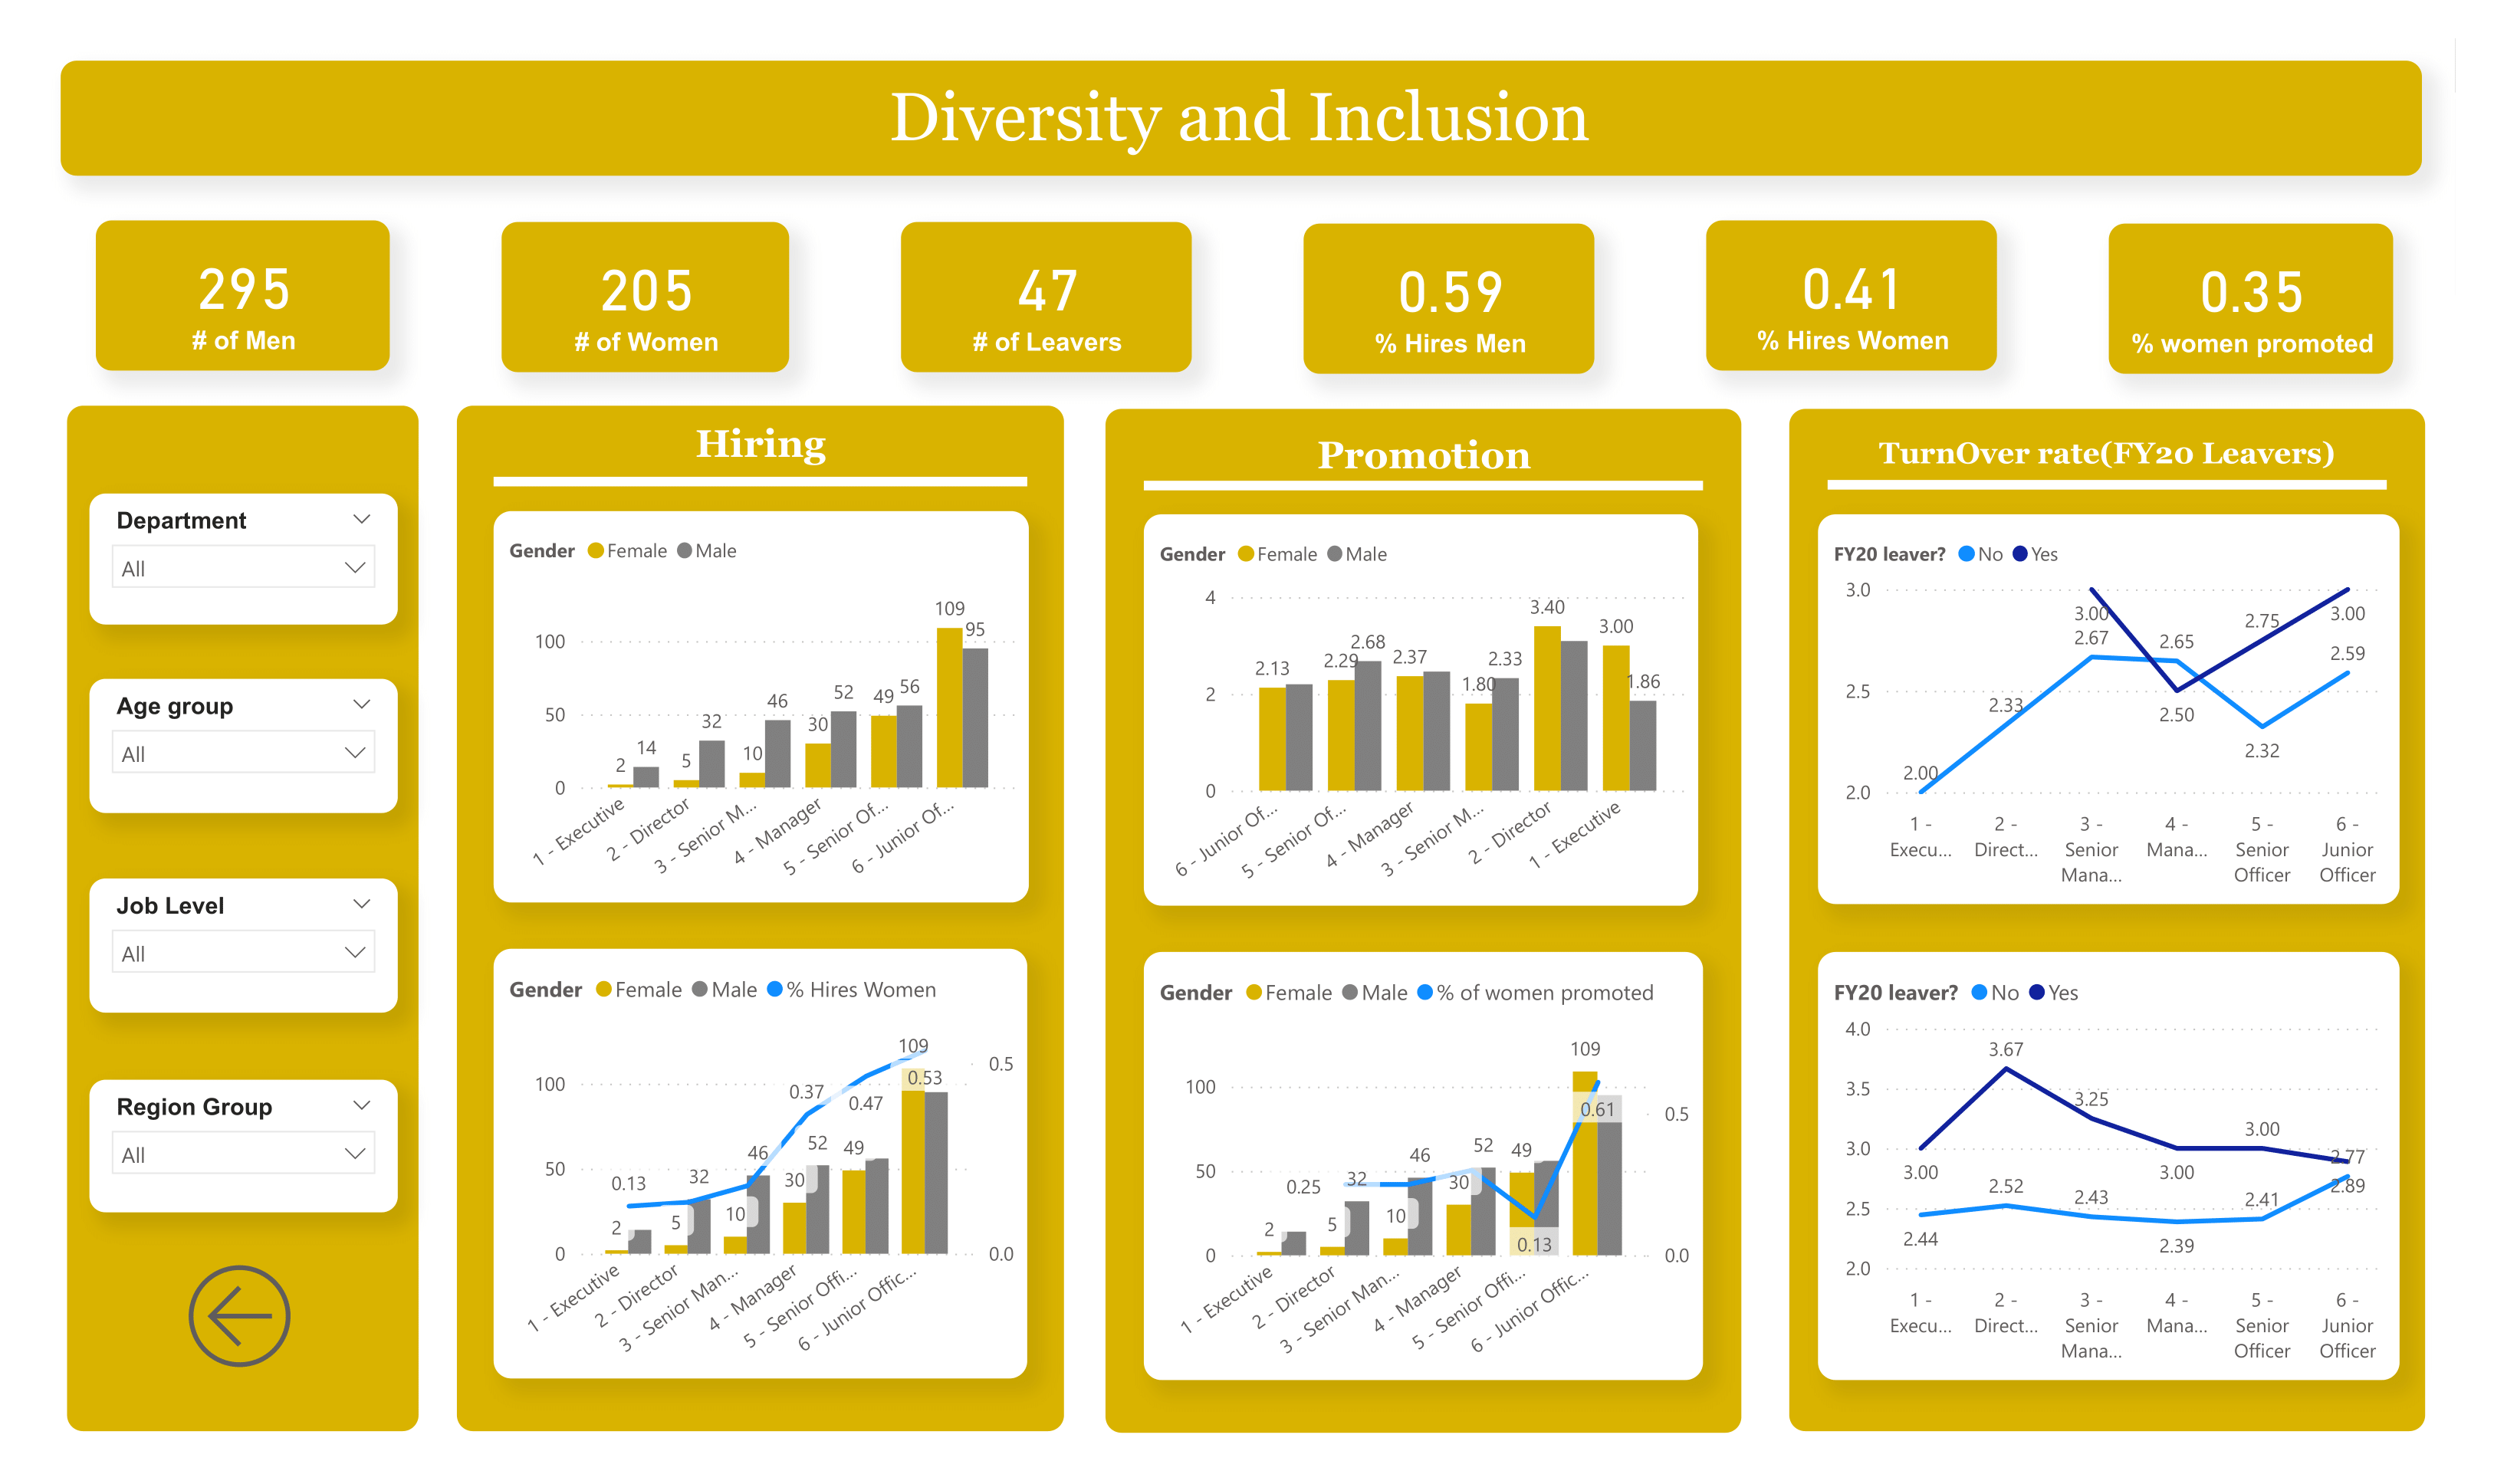 Diversity and Inclusion
295
# of Men
205
# of Women
47
# of Leavers
0.59
% Hires Men
0.41
% Hires Women
0.35
% women promoted
Department
All
Age group
All
Job Level
All
Region Group
All
Hiring
Gender Female Male
100
50
0
2
14
5
32
10
46
30
52
49
56
109
95
1 - Executive
2 - Director
3 - Senior M...
4 - Manager
5 - Senior Of...
6 - Junior Of...
Gender Female Male % Hires Women
100
50
0
0.5
0.0
0.13
0.37
0.47
0.53
2
5
32
10
46
30
52
49
109
1 - Executive
2 - Director
3 - Senior Man...
4 - Manager
5 - Senior Offi...
6 - Junior Offic...
Promotion
Gender Female Male
4
2
0
2.13
2.29
2.68
2.37
1.80
2.33
3.40
3.00
1.86
6 - Junior Of...
5 - Senior Of...
4 - Manager
3 - Senior M...
2 - Director
1 - Executive
Gender Female Male % of women promoted
100
50
0
0.5
0.0
0.25
0.13
0.61
2
5
32
10
46
30
52
49
109
1 - Executive
2 - Director
3 - Senior Man...
4 - Manager
5 - Senior Offi...
6 - Junior Offic...
TurnOver rate(FY20 Leavers)
FY20 leaver? No Yes
3.0
2.5
2.0
2.00
2.33
3.00
2.67
2.65
2.50
2.75
2.32
3.00
2.59
1 -
Execu...
2 -
Direct...
3 -
Senior
Mana...
4 -
Mana...
5 -
Senior
Officer
6 -
Junior
Officer
FY20 leaver? No Yes
4.0
3.5
3.0
2.5
2.0
3.00
2.44
3.67
2.52
3.25
2.43
3.00
2.39
3.00
2.41
2.77
2.89
1 -
Execu...
2 -
Direct...
3 -
Senior
Mana...
4 -
Mana...
5 -
Senior
Officer
6 -
Junior
Officer